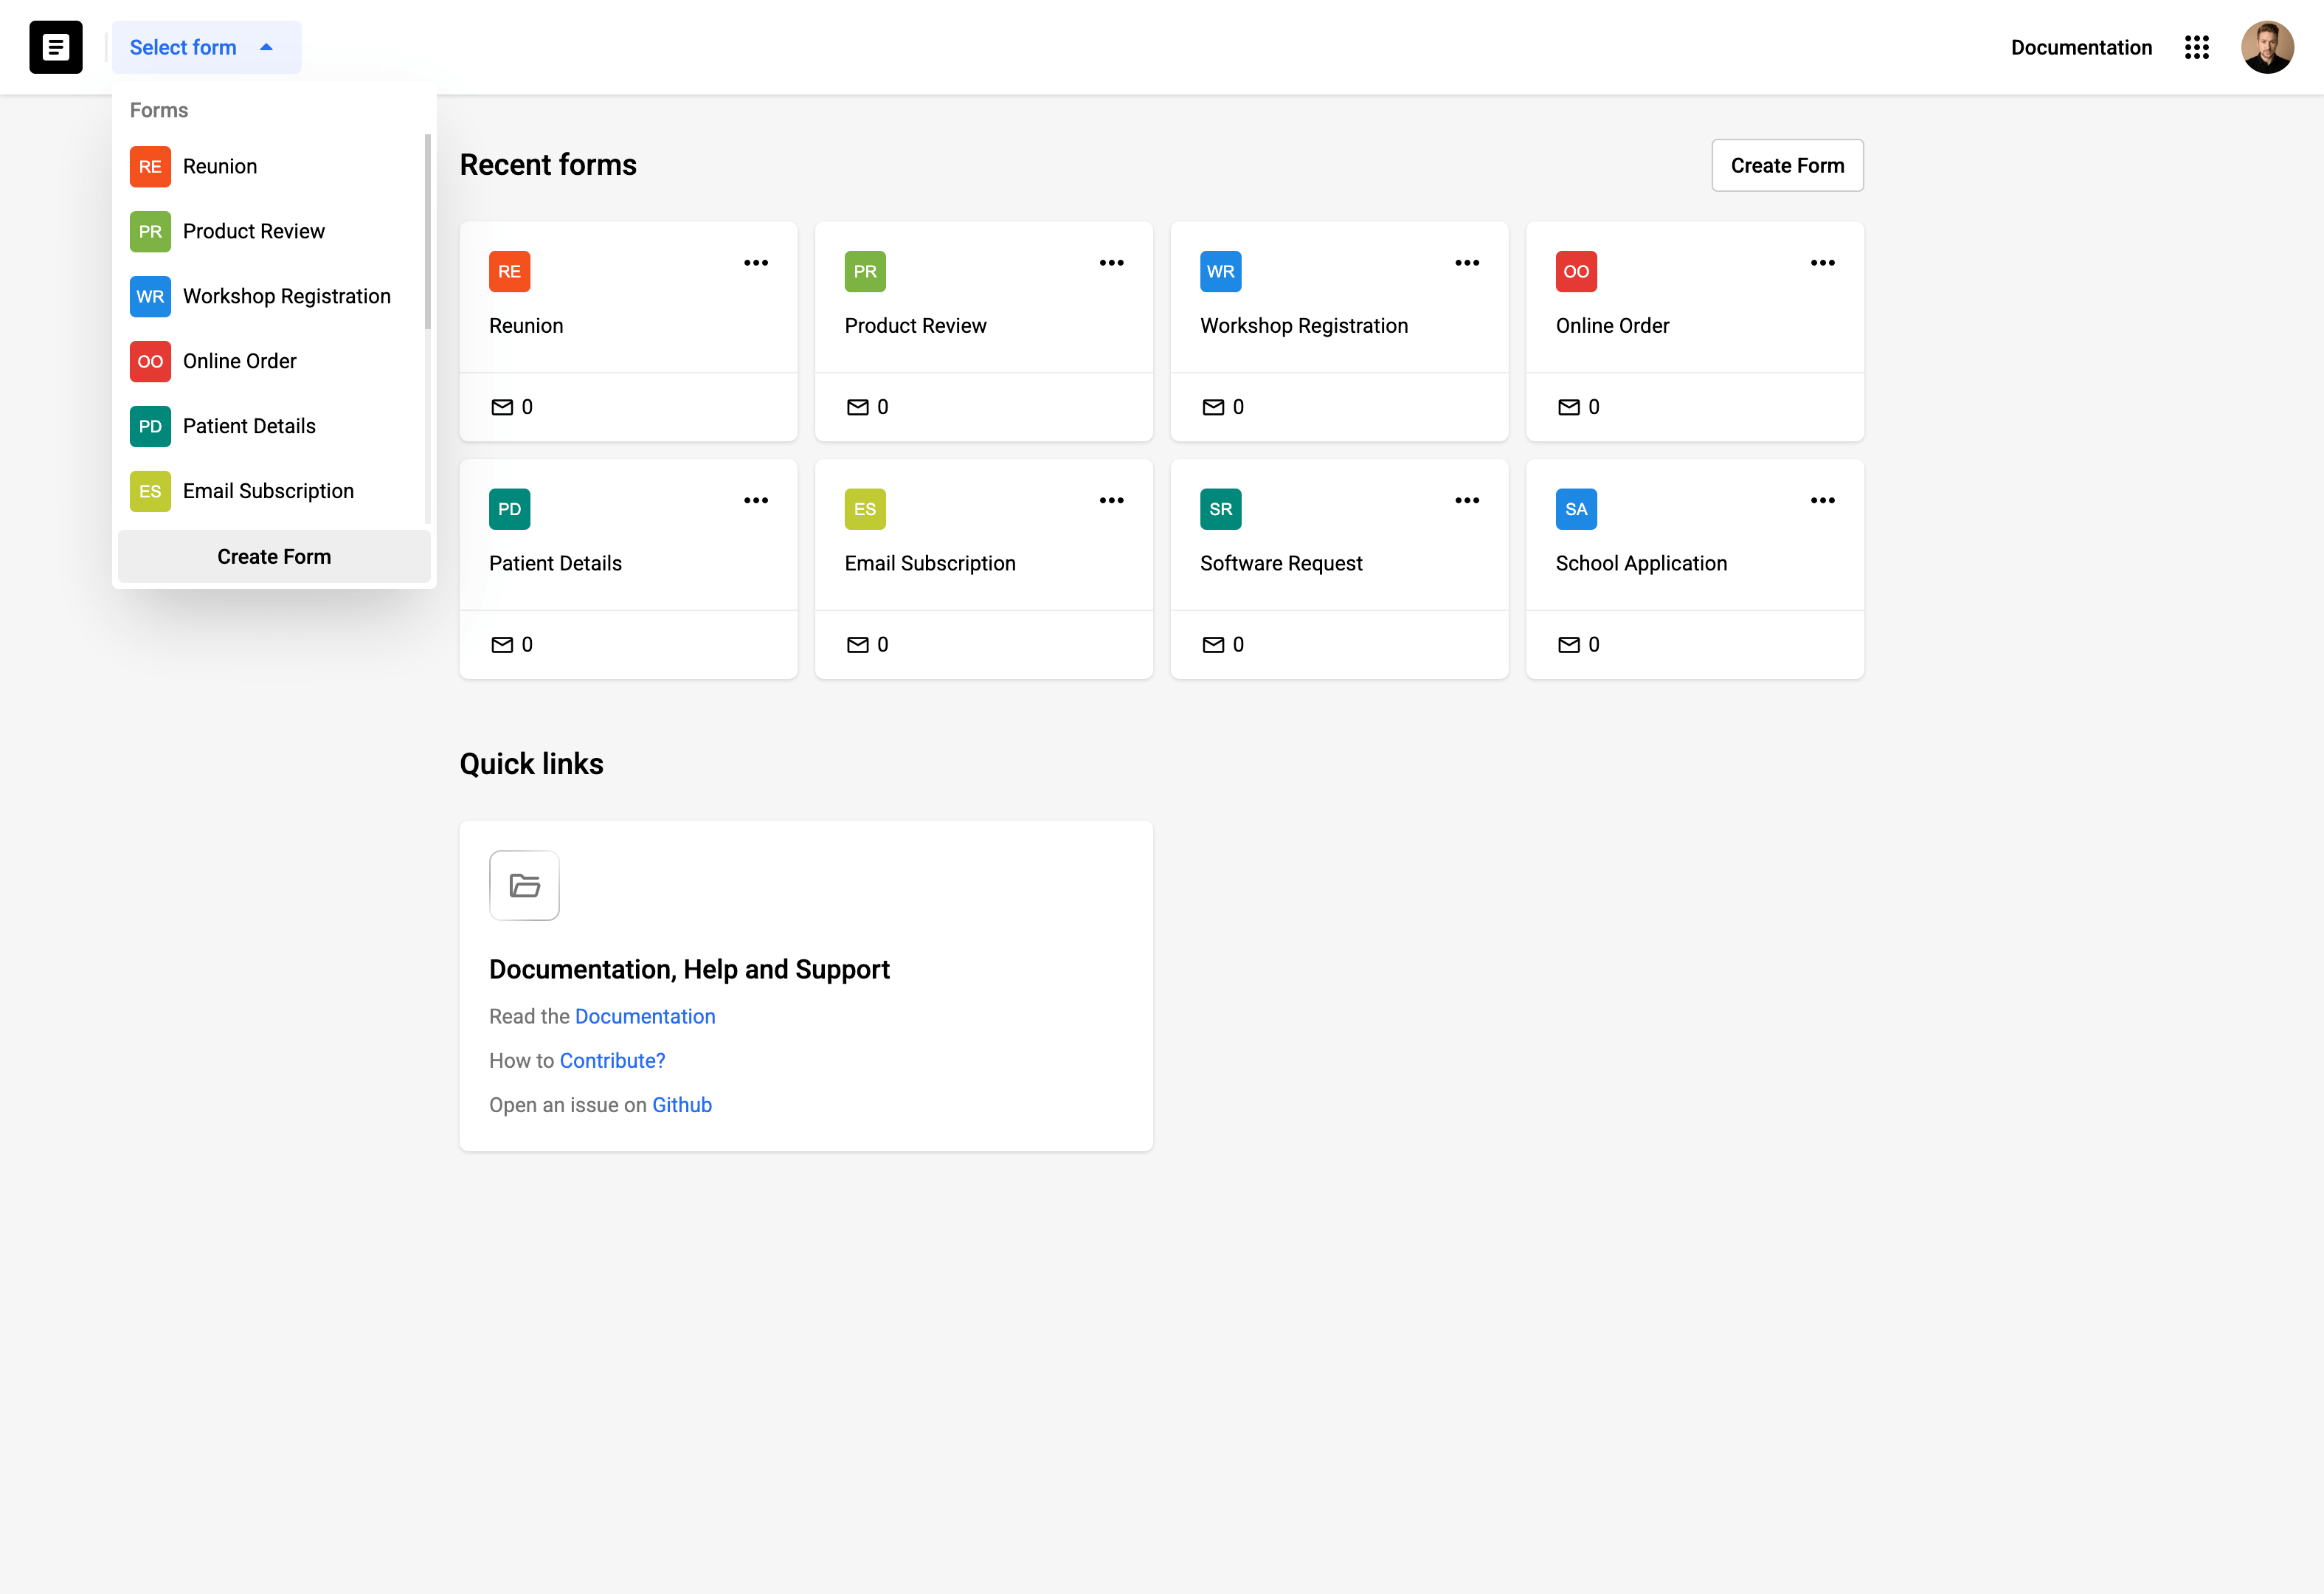 Select form
Documentation
Forms
RE Reunion
PR Product Review
WR Workshop Registration
OO Online Order
PD Patient Details
ES Email Subscription
Create Form
Recent forms
Create Form
RE
Reunion
0
PR
Product Review
0
WR
Workshop Registration
0
OO
Online Order
0
PD
Patient Details
0
ES
Email Subscription
0
SR
Software Request
0
SA
School Application
0
Quick links
Documentation, Help and Support
Read the Documentation
How to Contribute?
Open an issue on Github